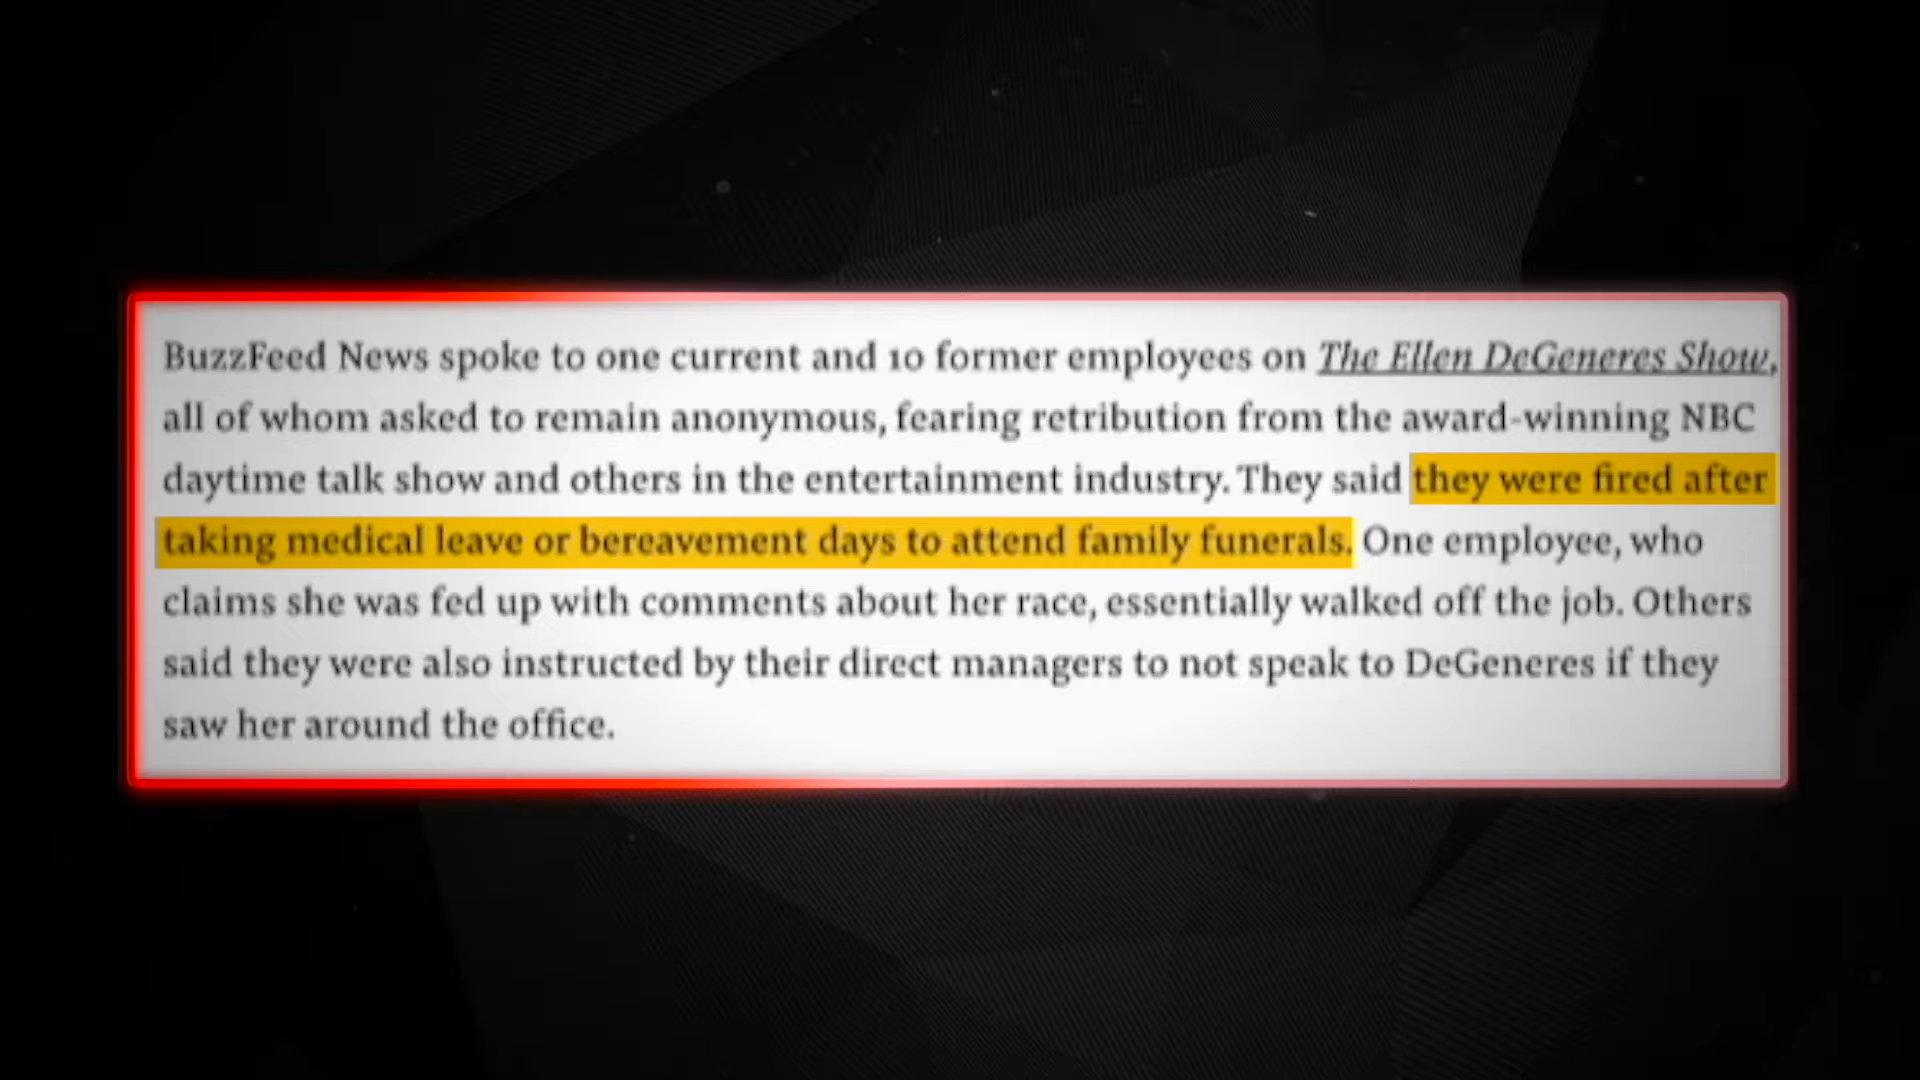 BuzzFeed News spoke to one current and 10 former employees on The Ellen DeGeneres Show,
all of whom asked to remain anonymous, fearing retribution from the award-winning NBC
daytime talk show and others in the entertainment industry. They said they were fired after
taking medical leave or bereavement days to attend family funerals. One employee, who
claims she was fed up with comments about her race, essentially walked off the job. Others
said they were also instructed by their direct managers to not speak to DeGeneres if they
saw her around the office.